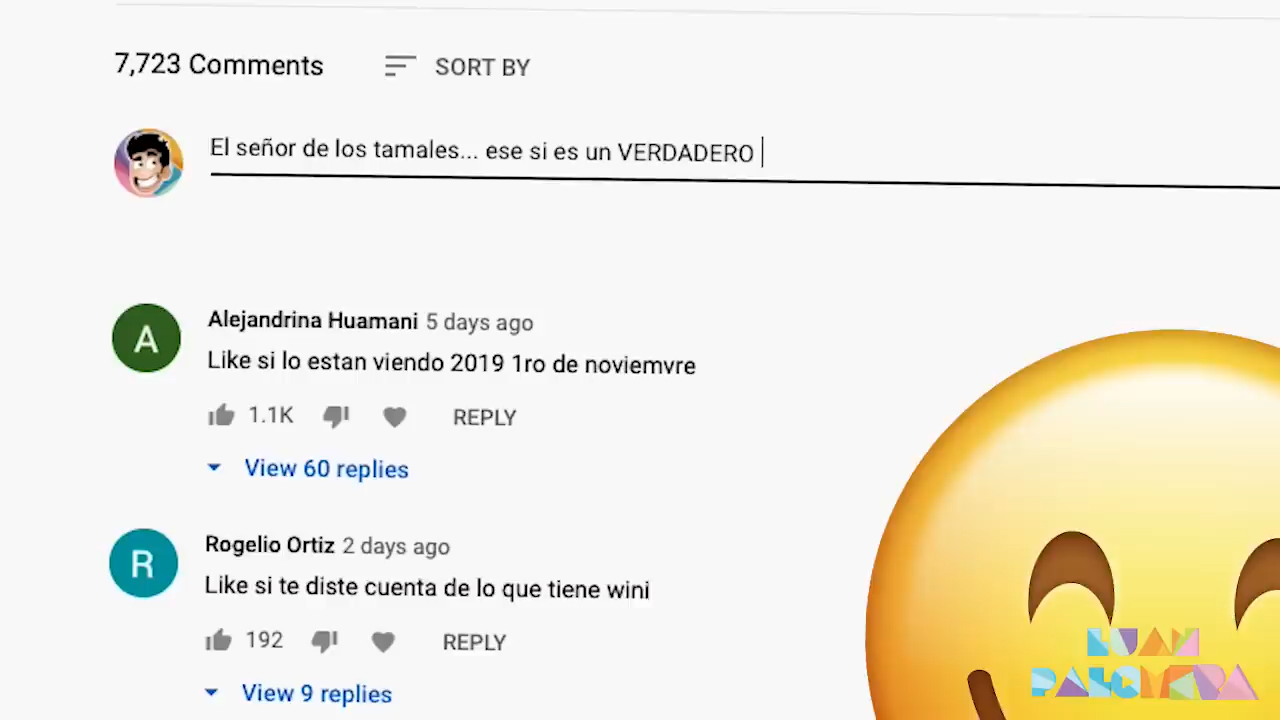 7,723 Comments SORT BY
El señor de los tamales... ese si es un VERDADERO
A
Alejandrina Huamani 5 days ago
Like si lo estan viendo 2019 1ro de noviemvre
1.1K REPLY
View 60 replies
R
Rogelio Ortiz 2 days ago
Like si te diste cuenta de lo que tiene wini
192 REPLY
View 9 replies
HUAN
PALOMERA